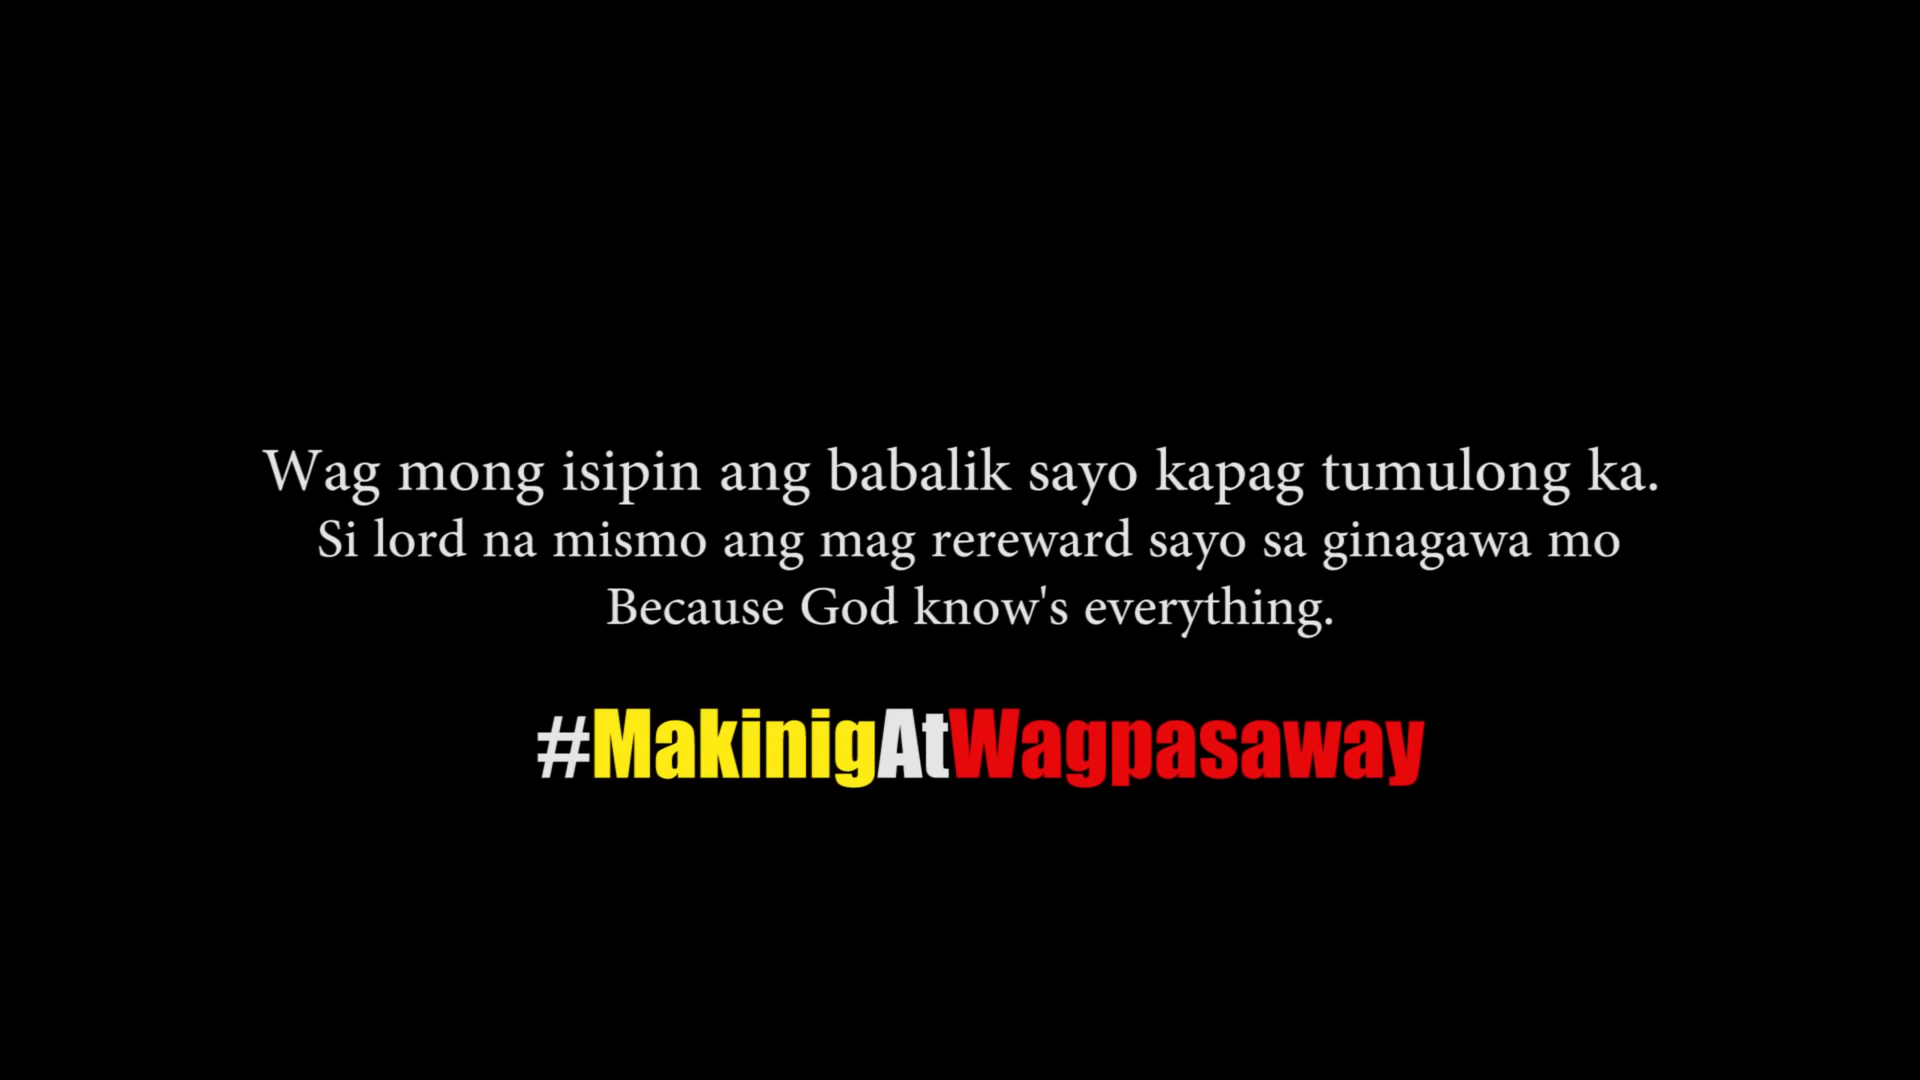 Wag mong isipin ang babalik sayo kapag tumulong ka.
Si lord na mismo ang mag rereward sayo sa ginagawa mo
Because God know's everything.
#MakinigAtWagpasaway